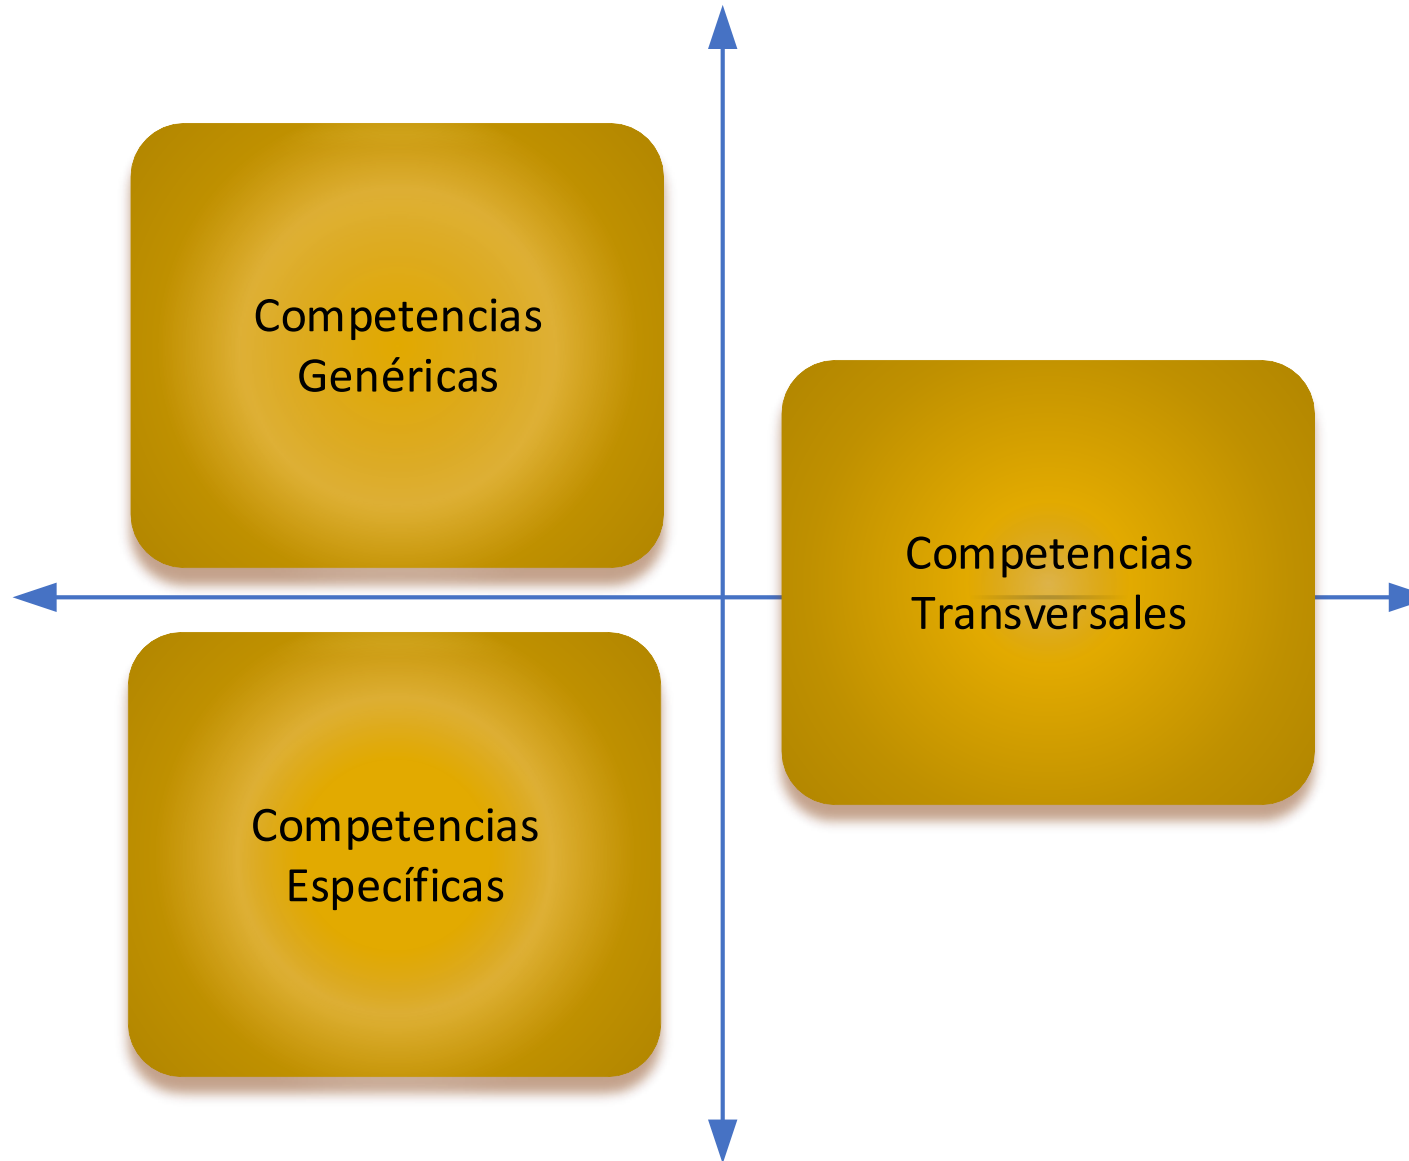 Competencias
Genéricas
Competencias
Transversales
Competencias
Específicas